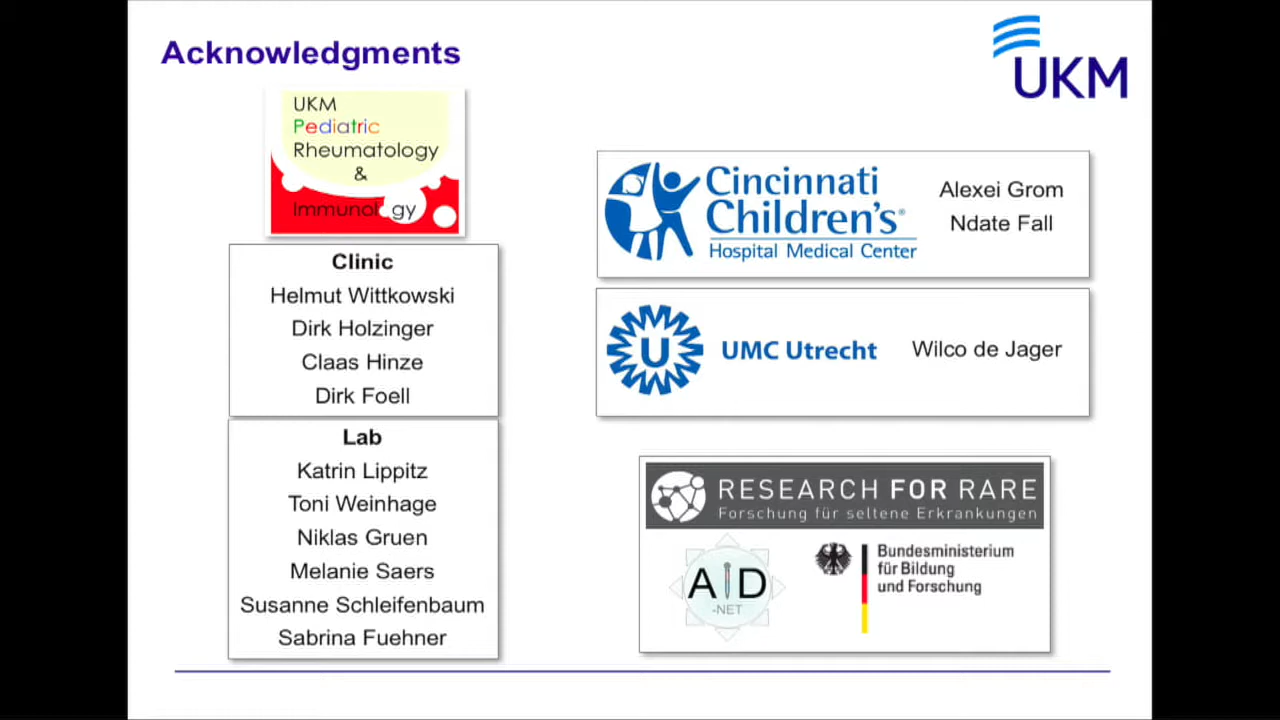 Acknowledgments
UKM
UKM
Pediatric
Rheumatology
&
Immunology
Clinic
Helmut Wittkowski
Dirk Holzinger
Claas Hinze
Dirk Foell
Lab
Katrin Lippitz
Toni Weinhage
Niklas Gruen
Melanie Saers
Susanne Schleifenbaum
Sabrina Fuehner
Cincinnati
Children's®
Hospital Medical Center
Alexei Grom
Ndate Fall
U
UMC Utrecht
Wilco de Jager
RESEARCH FOR RARE
Forschung für seltene Erkrankungen
AID
-NET
Bundesministerium
für Bildung
und Forschung